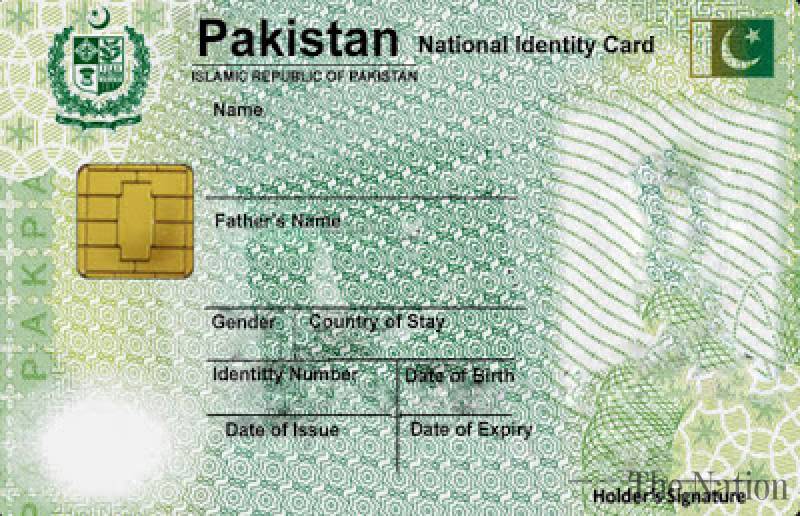 Pakistan National Identity Card
ISLAMIC REPUBLIC OF PAKISTAN
Name
Father's Name
Gender Country of Stay
Identitty Number Date of Birth
Date of Issue Date of Expiry
Holder's Signature
The Nation
PAKPA